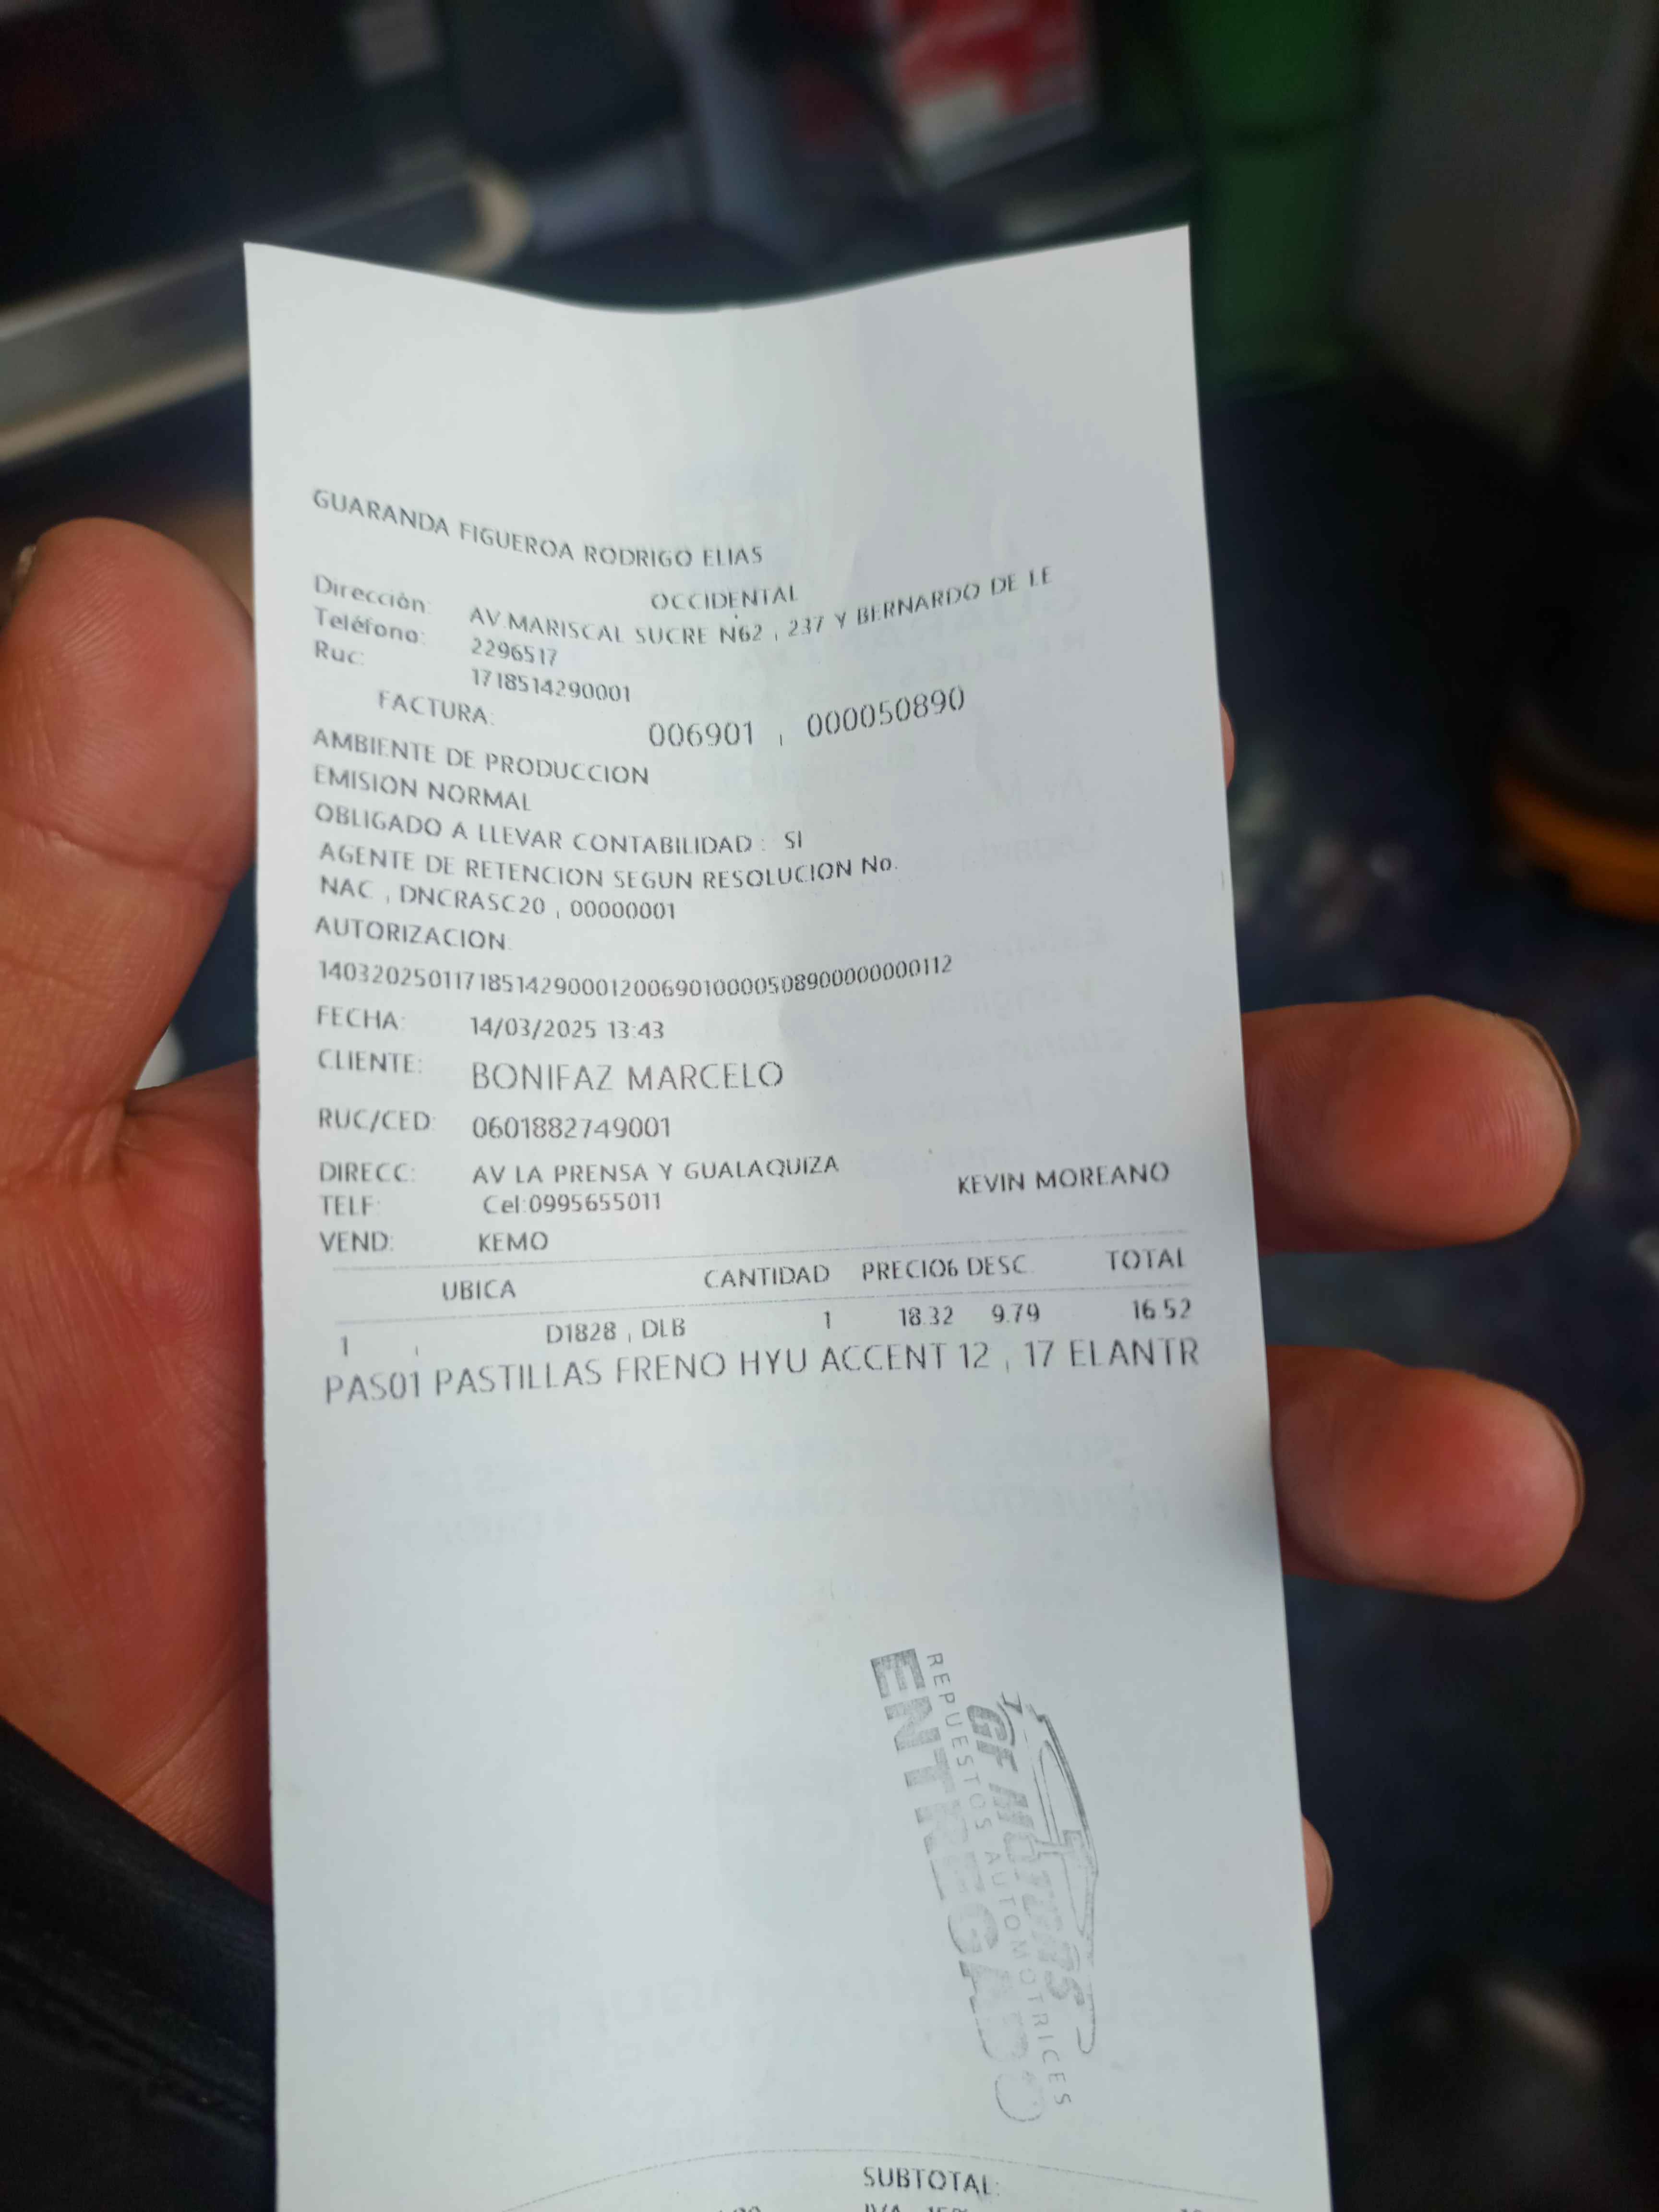 GUARANDA FIGUEROA RODRIGO ELIAS
OCCIDENTAL
Dirección: AV.MARISCAL SUCRE N62 , 237 Y BERNARDO DE LE
Teléfono: 2296517
Ruc: 1718514290001
FACTURA: 006901 , 000050890
AMBIENTE DE PRODUCCION
EMISION NORMAL
OBLIGADO A LLEVAR CONTABILIDAD : SI
AGENTE DE RETENCION SEGUN RESOLUCION No.
NAC , DNCRASC20 , 00000001
AUTORIZACION:
1403202501171851429000120069010000508900000000112
FECHA: 14/03/2025 13:43
CLIENTE: BONIFAZ MARCELO
RUC/CED: 0601882749001
DIRECC: AV LA PRENSA Y GUALAQUIZA
TELF: Cel:0995655011 KEVIN MOREANO
VEND: KEMO
UBICA CANTIDAD PRECIO6 DESC. TOTAL
1 , D1828 , DLB 1 18.32 9.79 16.52
PAS01 PASTILLAS FRENO HYU ACCENT 12 , 17 ELANTR
GF MOTORS
REPUESTOS AUTOMOTRICES
ENTREGADO
SUBTOTAL: